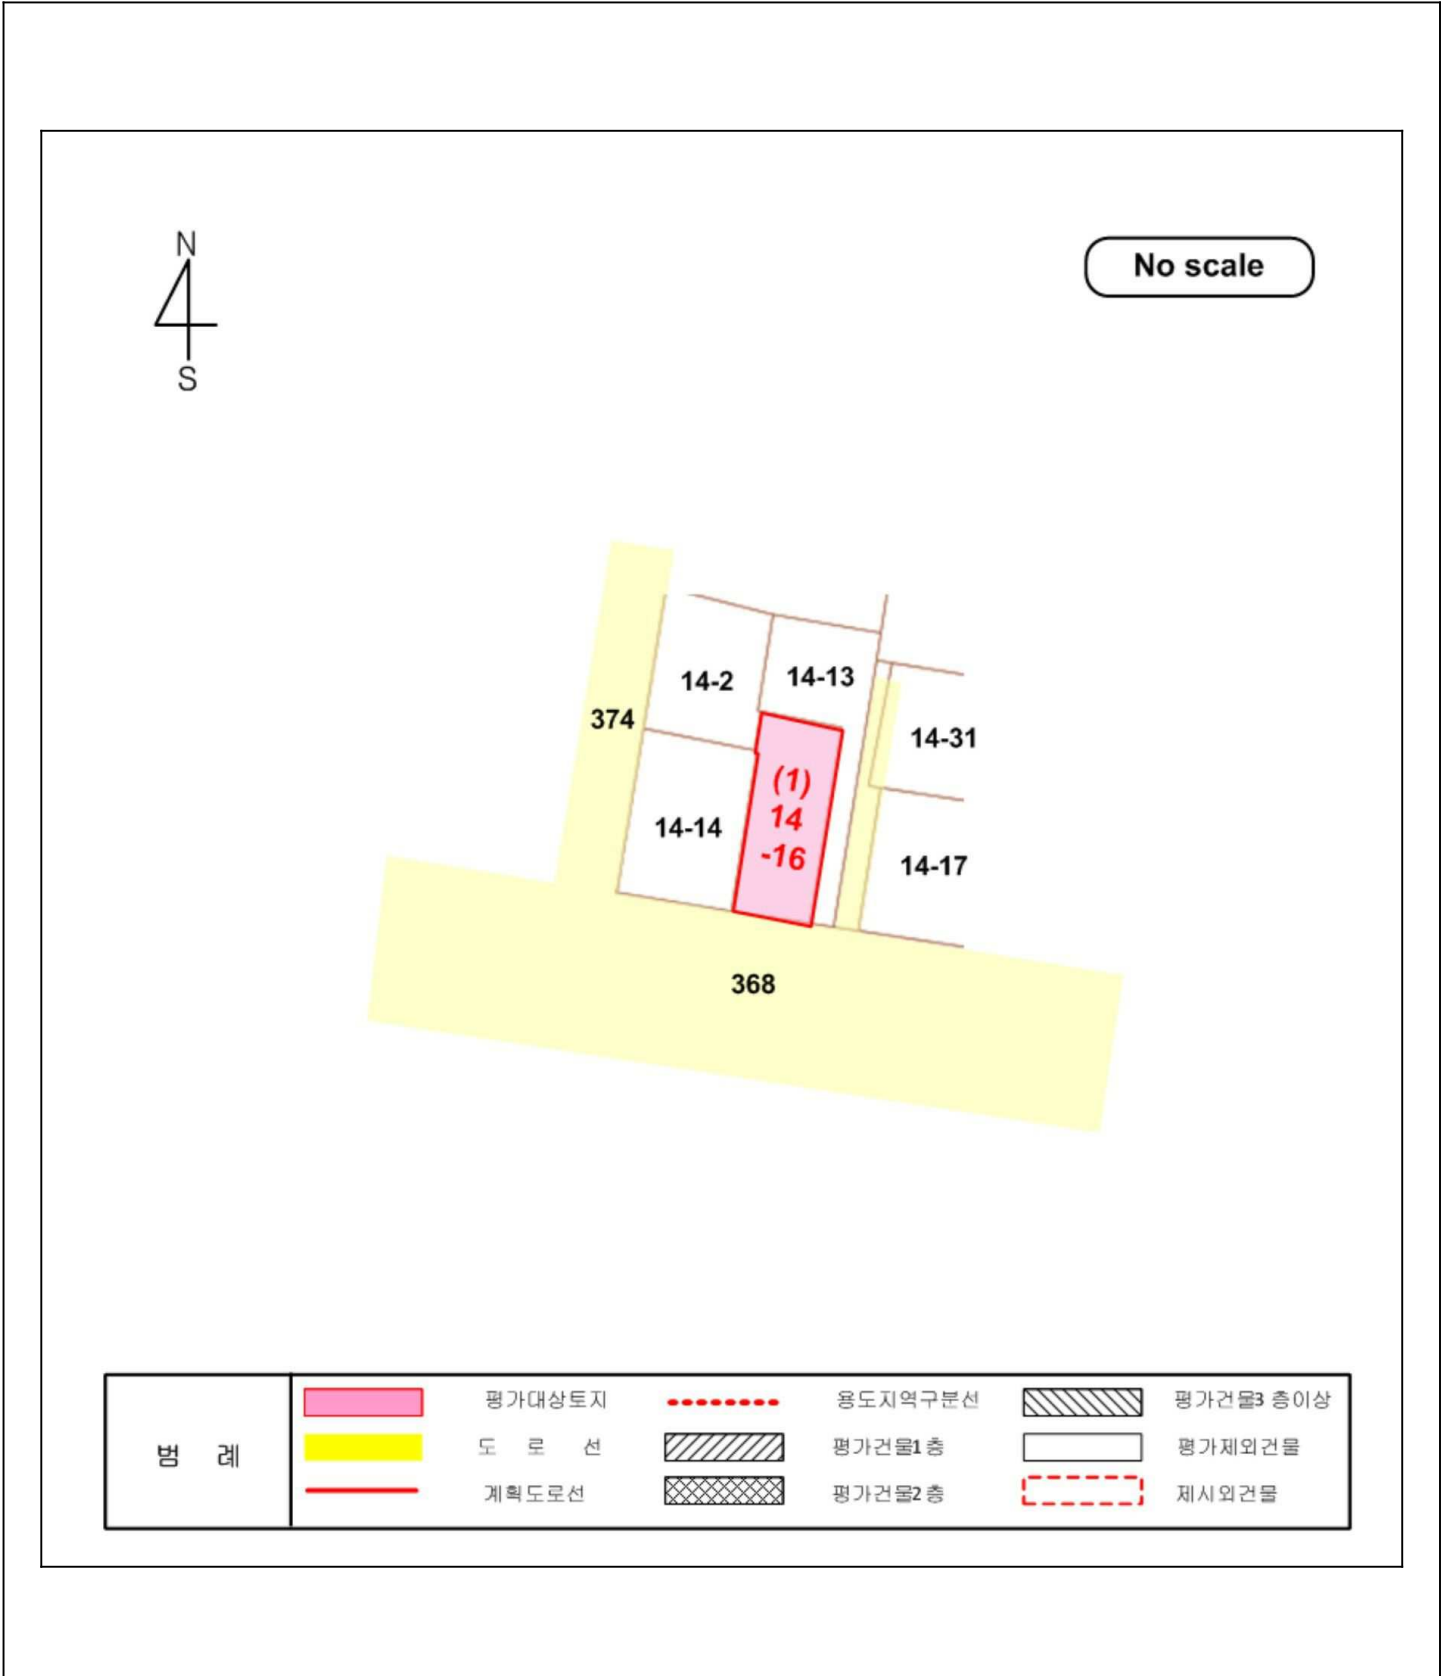 N
No scale
S
14-2
14-13
374
14-31
(1)
14
-16
14-14
14-17
368
범 례
평가대상토지
용도지역구분선
평가건물3 층이상
도 로 선
평가건물1 층
평가제외건물
계획도로선
평가건물2 층
제시외건물